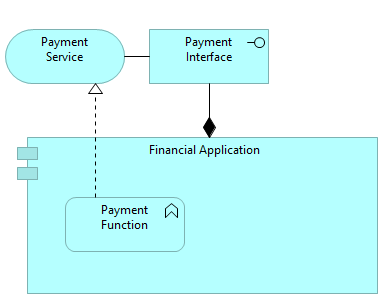 Payment
Service
Payment
Interface
Financial Application
Payment
Function